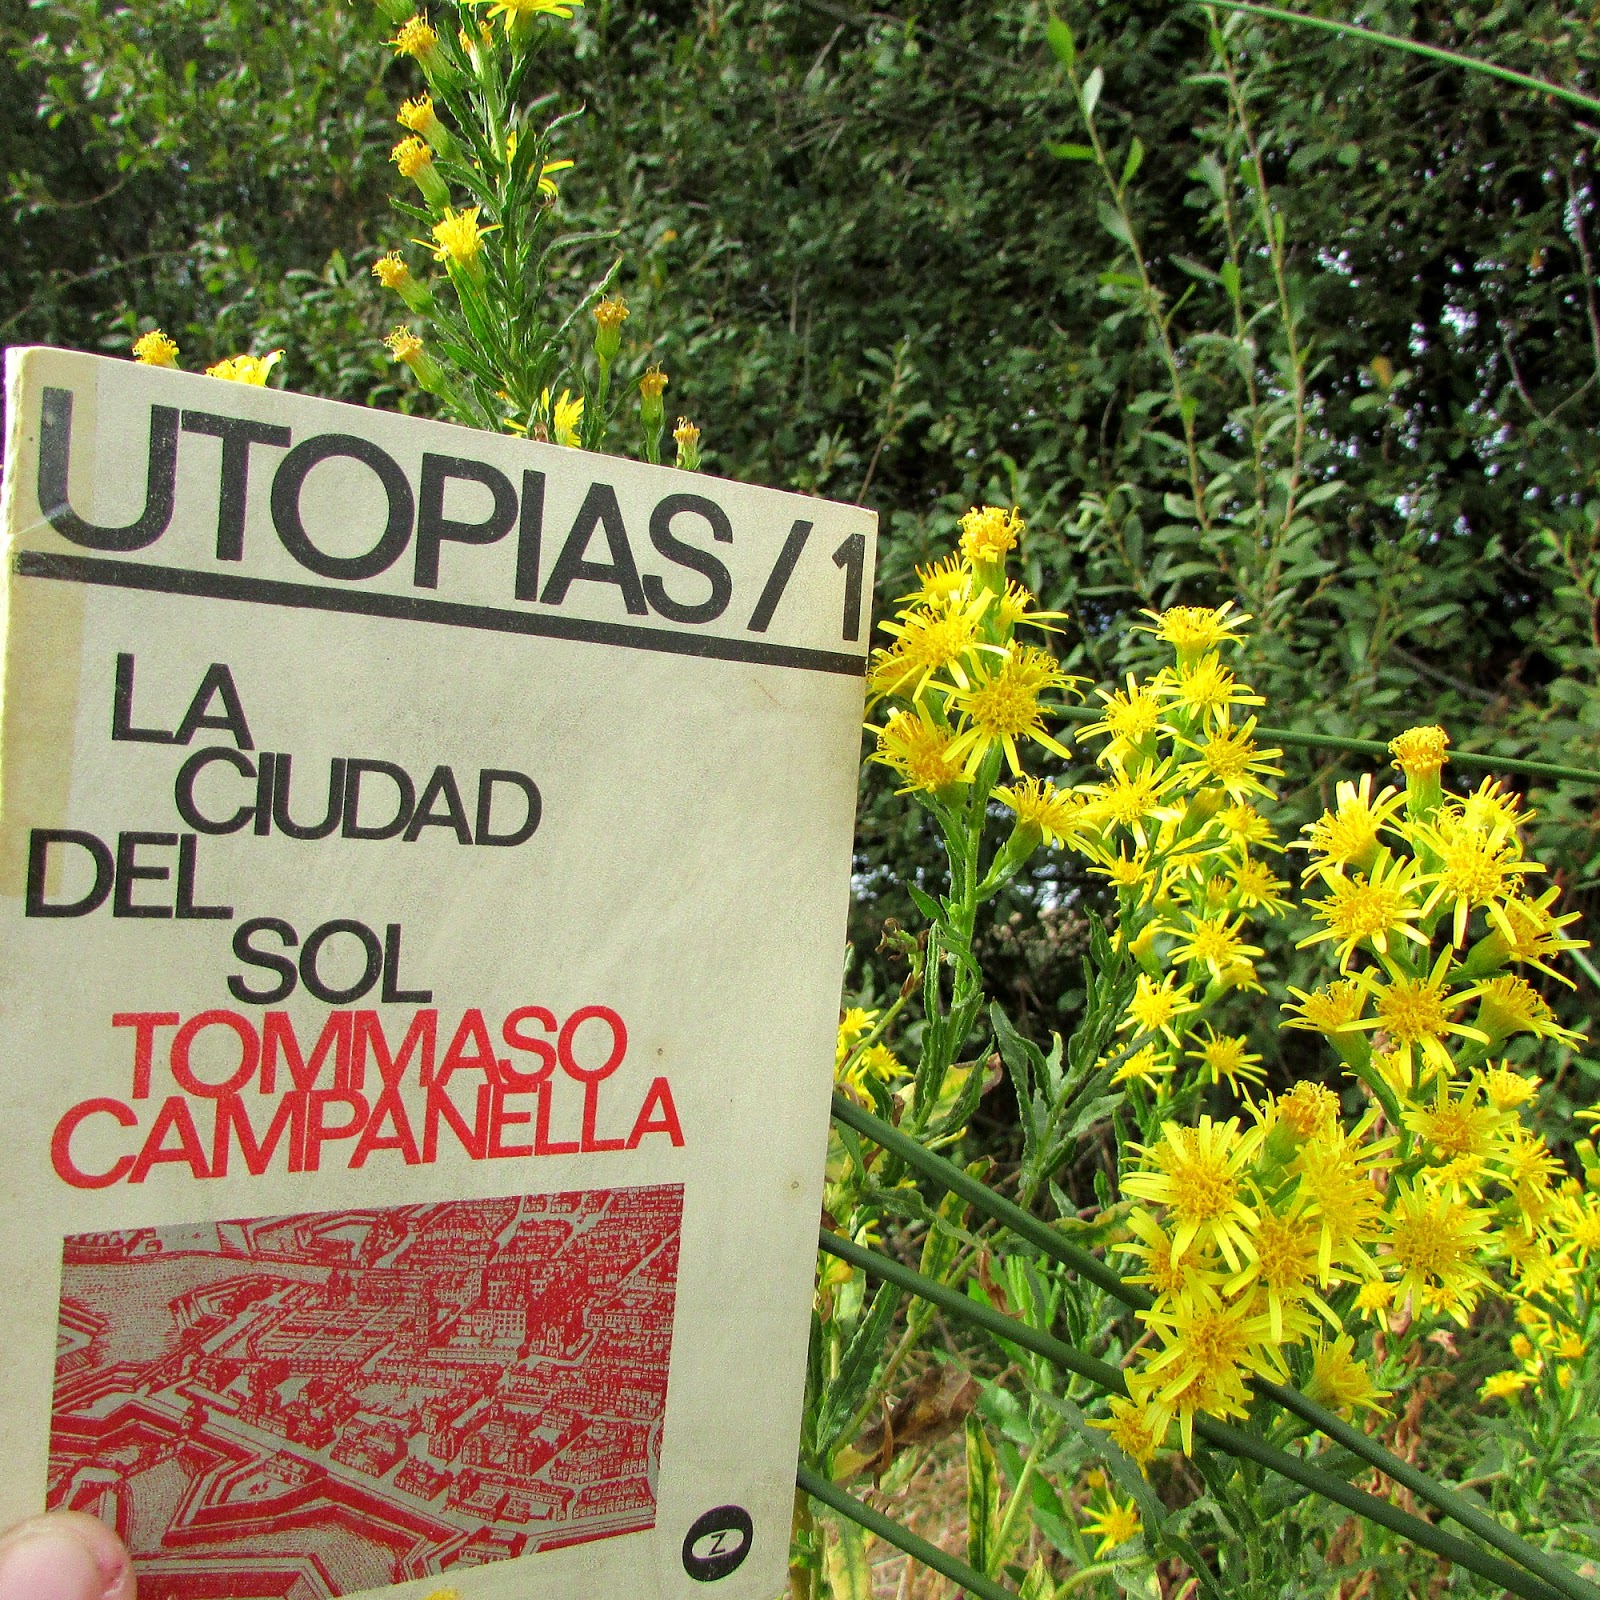 UTOPIAS/1
LA
CIUDAD
DEL
SOL
TOMMASO
CAMPANELLA
Z